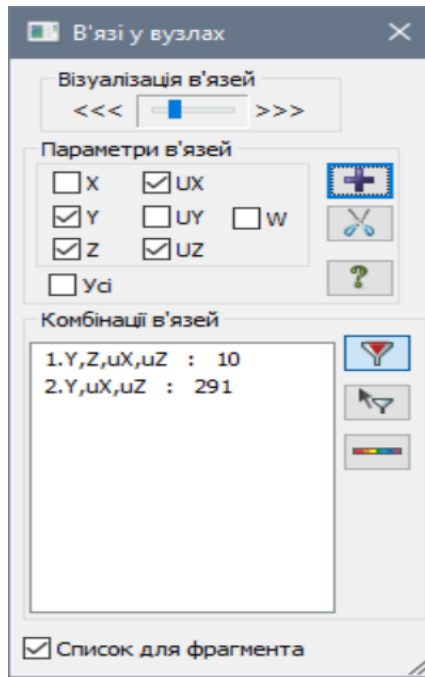 В'язі у вузлах
Візуалізація в'язей
<<< >>>
Параметри в'язей
X UX
Y UY W
Z UZ
Усі
Комбінації в'язей
1.Y,Z,uX,uZ : 10
2.Y,uX,uZ : 291
Список для фрагмента